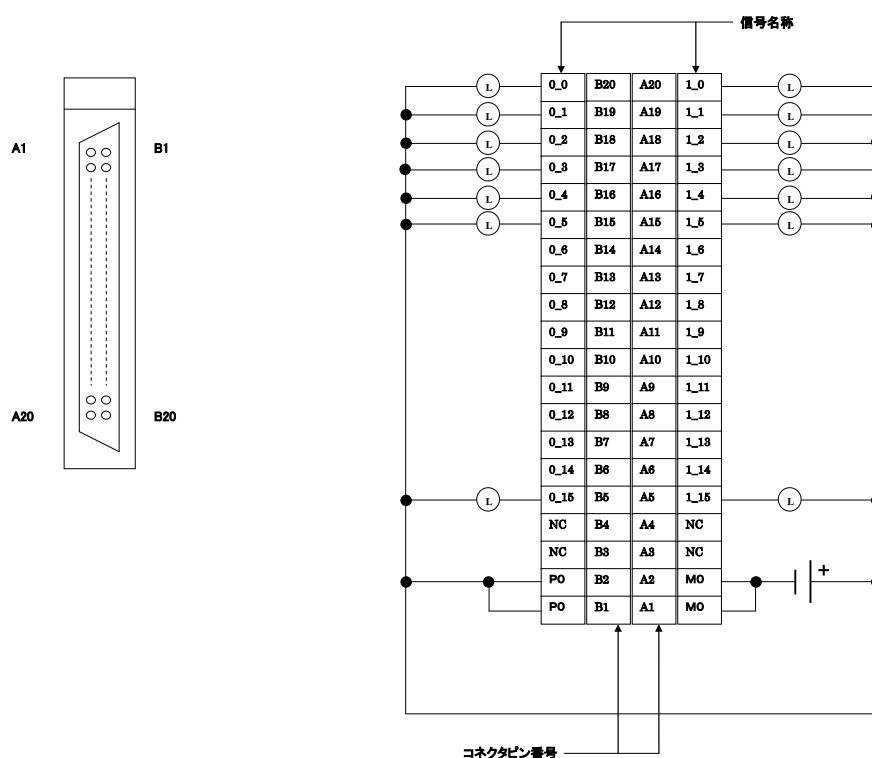 信号名称
A1 B1
A20 B20
L 0_0 B20 A20 1_0 L
L 0_1 B19 A19 1_1 L
L 0_2 B18 A18 1_2 L
L 0_3 B17 A17 1_3 L
L 0_4 B16 A16 1_4 L
L 0_5 B15 A15 1_5 L
0_6 B14 A14 1_6
0_7 B13 A13 1_7
0_8 B12 A12 1_8
0_9 B11 A11 1_9
0_10 B10 A10 1_10
0_11 B9 A9 1_11
0_12 B8 A8 1_12
0_13 B7 A7 1_13
0_14 B6 A6 1_14
L 0_15 B5 A5 1_15 L
NC B4 A4 NC
NC B3 A3 NC
P0 B2 A2 M0 +
P0 B1 A1 M0
コネクタピン番号